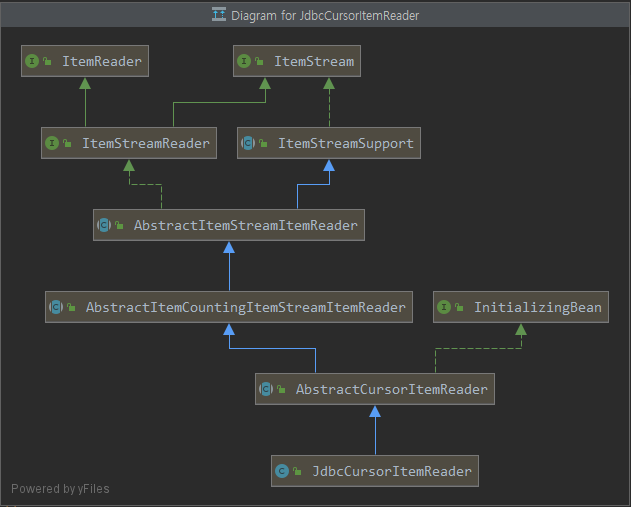 Diagram for JdbcCursorItemReader
ItemReader
ItemStream
ItemStreamReader
ItemStreamSupport
AbstractItemStreamItemReader
AbstractItemCountingItemStreamItemReader
InitializingBean
AbstractCursorItemReader
JdbcCursorItemReader
Powered by yFiles